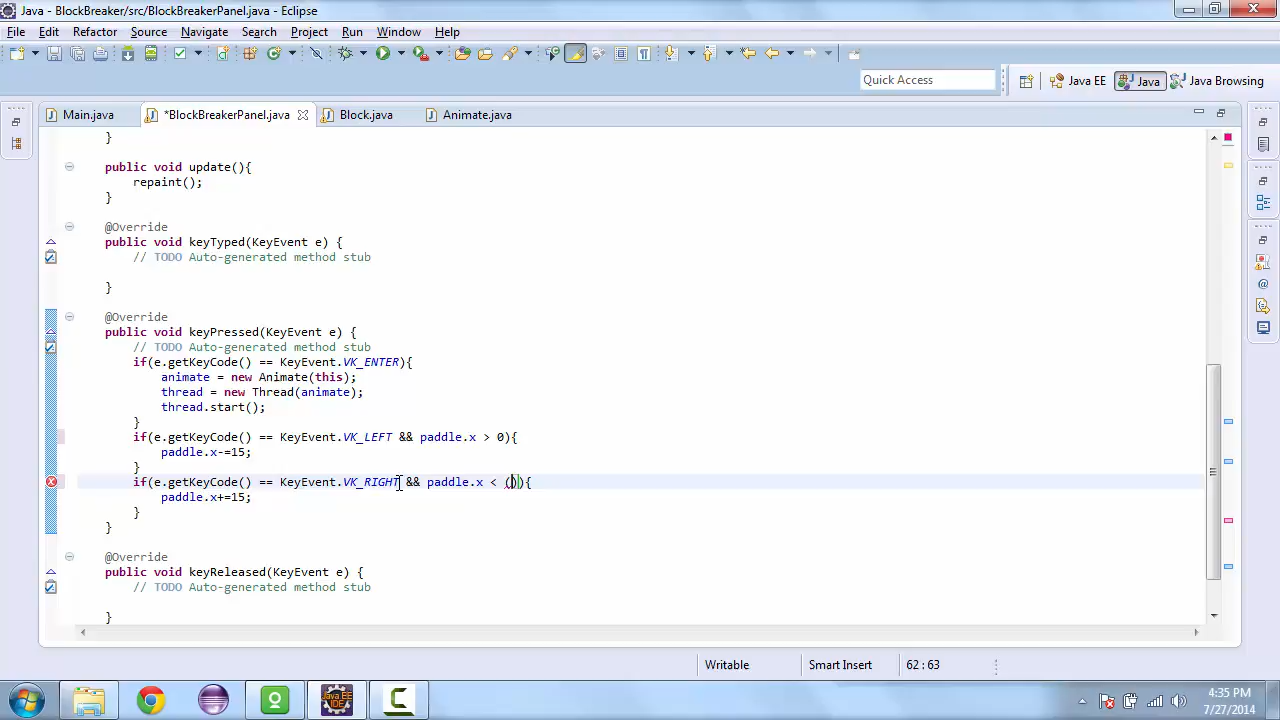 Java - BlockBreaker/src/BlockBreakerPanel.java - Eclipse
File Edit Refactor Source Navigate Search Project Run Window Help
Quick Access
Java EE Java Java Browsing
Main.java *BlockBreakerPanel.java Block.java Animate.java
}
public void update(){
repaint();
}
@Override
public void keyTyped(KeyEvent e) {
// TODO Auto-generated method stub
}
@Override
public void keyPressed(KeyEvent e) {
// TODO Auto-generated method stub
if(e.getKeyCode() == KeyEvent.VK_ENTER){
animate = new Animate(this);
thread = new Thread(animate);
thread.start();
}
if(e.getKeyCode() == KeyEvent.VK_LEFT && paddle.x > 0){
paddle.x-=15;
}
if(e.getKeyCode() == KeyEvent.VK_RIGHT && paddle.x < ()){
paddle.x+=15;
}
}
@Override
public void keyReleased(KeyEvent e) {
// TODO Auto-generated method stub
}
Writable Smart Insert 62 : 63
Java EE IDE
4:35 PM
7/27/2014